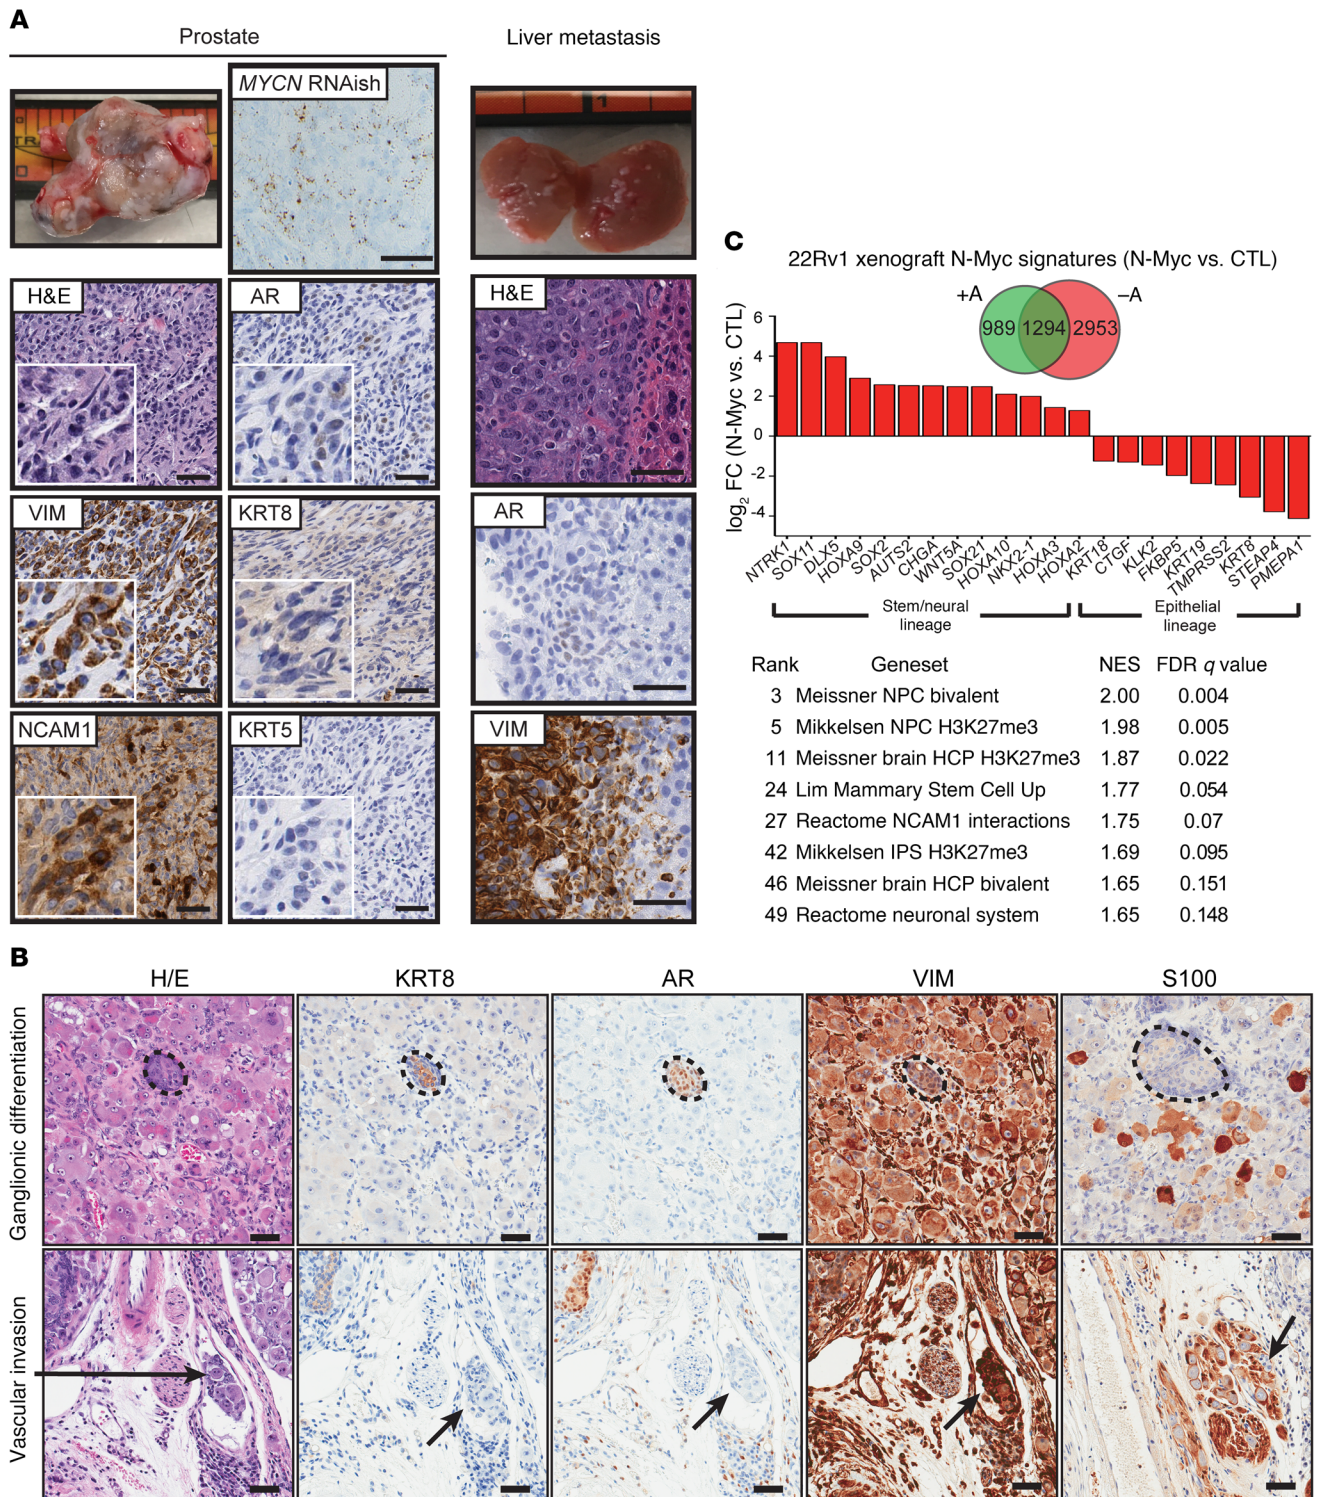 A
Prostate
Liver metastasis
MYCN RNAish
1
H&E
AR
H&E
VIM
KRT8
AR
NCAM1
KRT5
VIM
C
22Rv1 xenograft N-Myc signatures (N-Myc vs. CTL)
+A
–A
989 1294 2953
log2 FC (N-Myc vs. CTL)
6
4
2
0
-2
-4
NTRK1 SOX11 DLX5 HOXA9 SOX2 AUTS2 CHGA WNT5A SOX21 HOXA10 NKX2-1 HOXA3 HOXA2 KRT18 CTGF KLK2 FKBP5 KRT19 TMPRSS2 KRT8 STEAP4 PMEPA1
Stem/neural
lineage
Epithelial
lineage
Rank Geneset NES FDR q value
3 Meissner NPC bivalent 2.00 0.004
5 Mikkelsen NPC H3K27me3 1.98 0.005
11 Meissner brain HCP H3K27me3 1.87 0.022
24 Lim Mammary Stem Cell Up 1.77 0.054
27 Reactome NCAM1 interactions 1.75 0.07
42 Mikkelsen IPS H3K27me3 1.69 0.095
46 Meissner brain HCP bivalent 1.65 0.151
49 Reactome neuronal system 1.65 0.148
B
H/E KRT8 AR VIM S100
Ganglionic differentiation
Vascular invasion